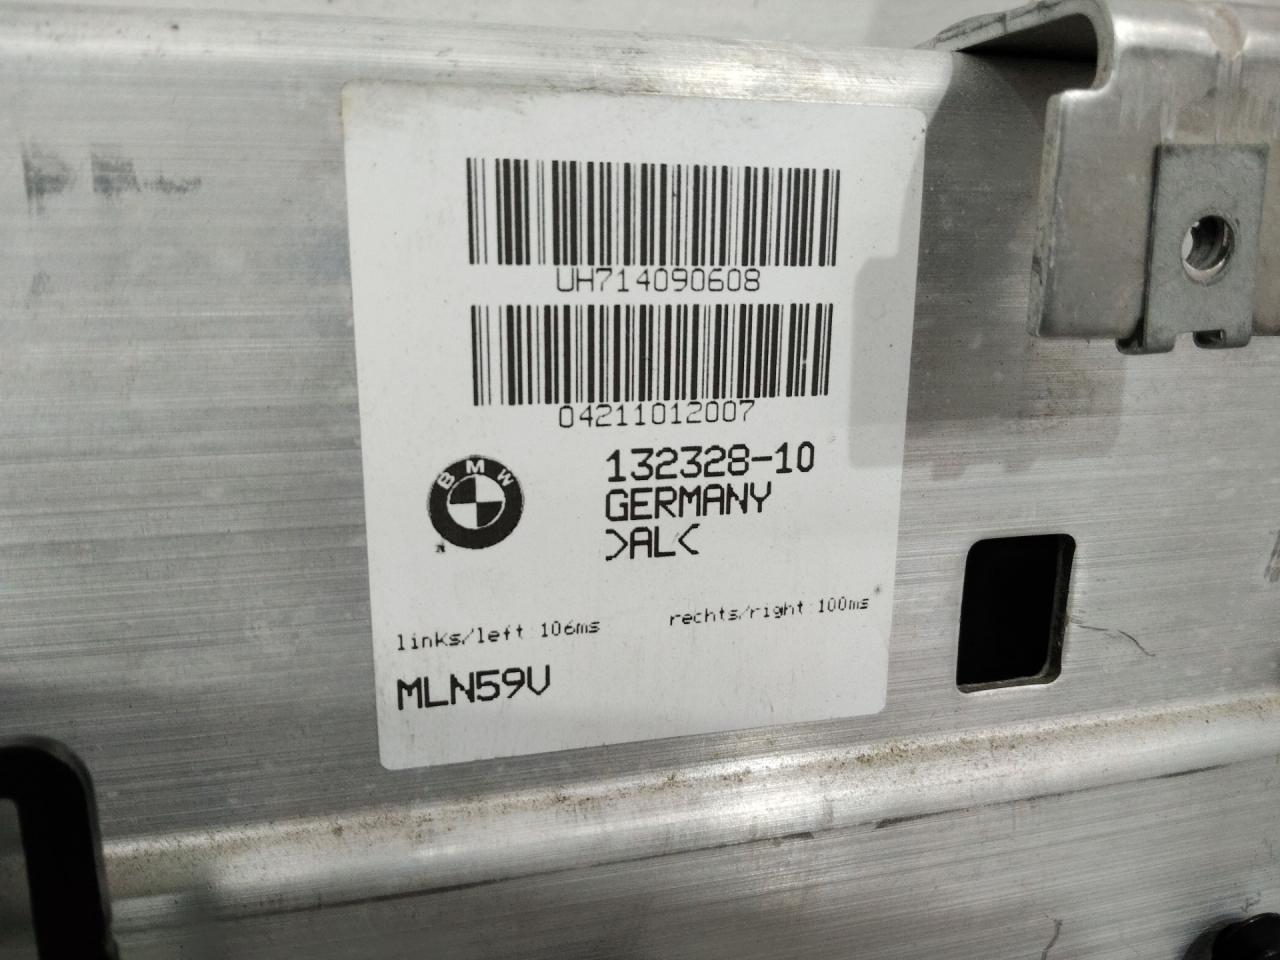 UH714090608
04211012007
BMW
132328-10
GERMANY
>AL<
links/left:106ms rechts/right:100ms
MLN59V